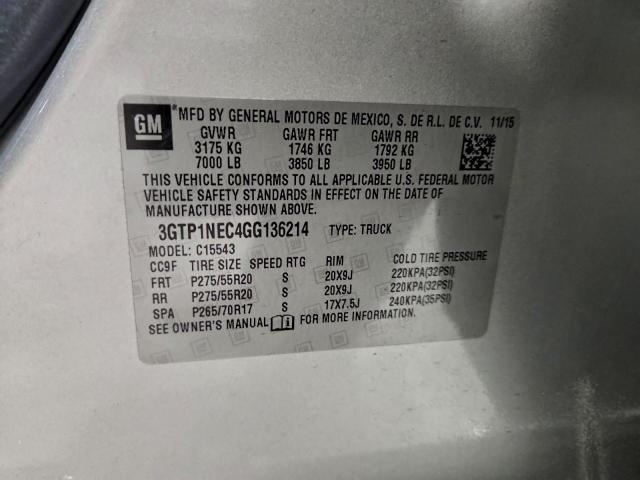 GM
*MFD BY GENERAL MOTORS DE MEXICO, S. DE R.L. DE C.V. 11/15
GVWR GAWR FRT GAWR RR
3175 KG 1746 KG 1792 KG
7000 LB 3850 LB 3950 LB
THIS VEHICLE CONFORMS TO ALL APPLICABLE U.S. FEDERAL MOTOR
VEHICLE SAFETY STANDARDS IN EFFECT ON THE DATE OF
MANUFACTURE SHOWN ABOVE.
3GTP1NEC4GG136214 TYPE: TRUCK
MODEL: C15543
CC9F TIRE SIZE SPEED RTG RIM COLD TIRE PRESSURE
FRT P275/55R20 S 20X9J 220KPA(32PSI)
RR P275/55R20 S 20X9J 220KPA(32PSI)
SPA P265/70R17 S 17X7.5J 240KPA(35PSI)
SEE OWNER'S MANUAL FOR MORE INFORMATION.